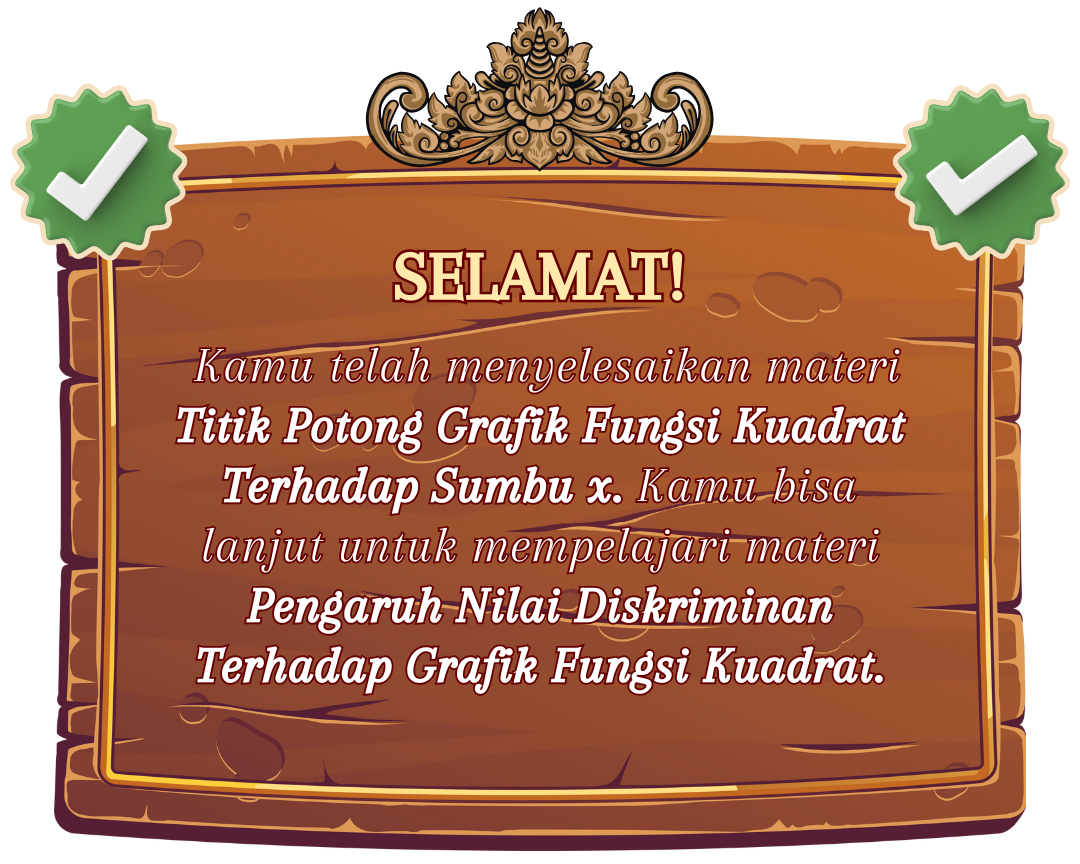 SELAMAT!
Kamu telah menyelesaikan materi
Titik Potong Grafik Fungsi Kuadrat
Terhadap Sumbu x. Kamu bisa
lanjut untuk mempelajari materi
Pengaruh Nilai Diskriminan
Terhadap Grafik Fungsi Kuadrat.